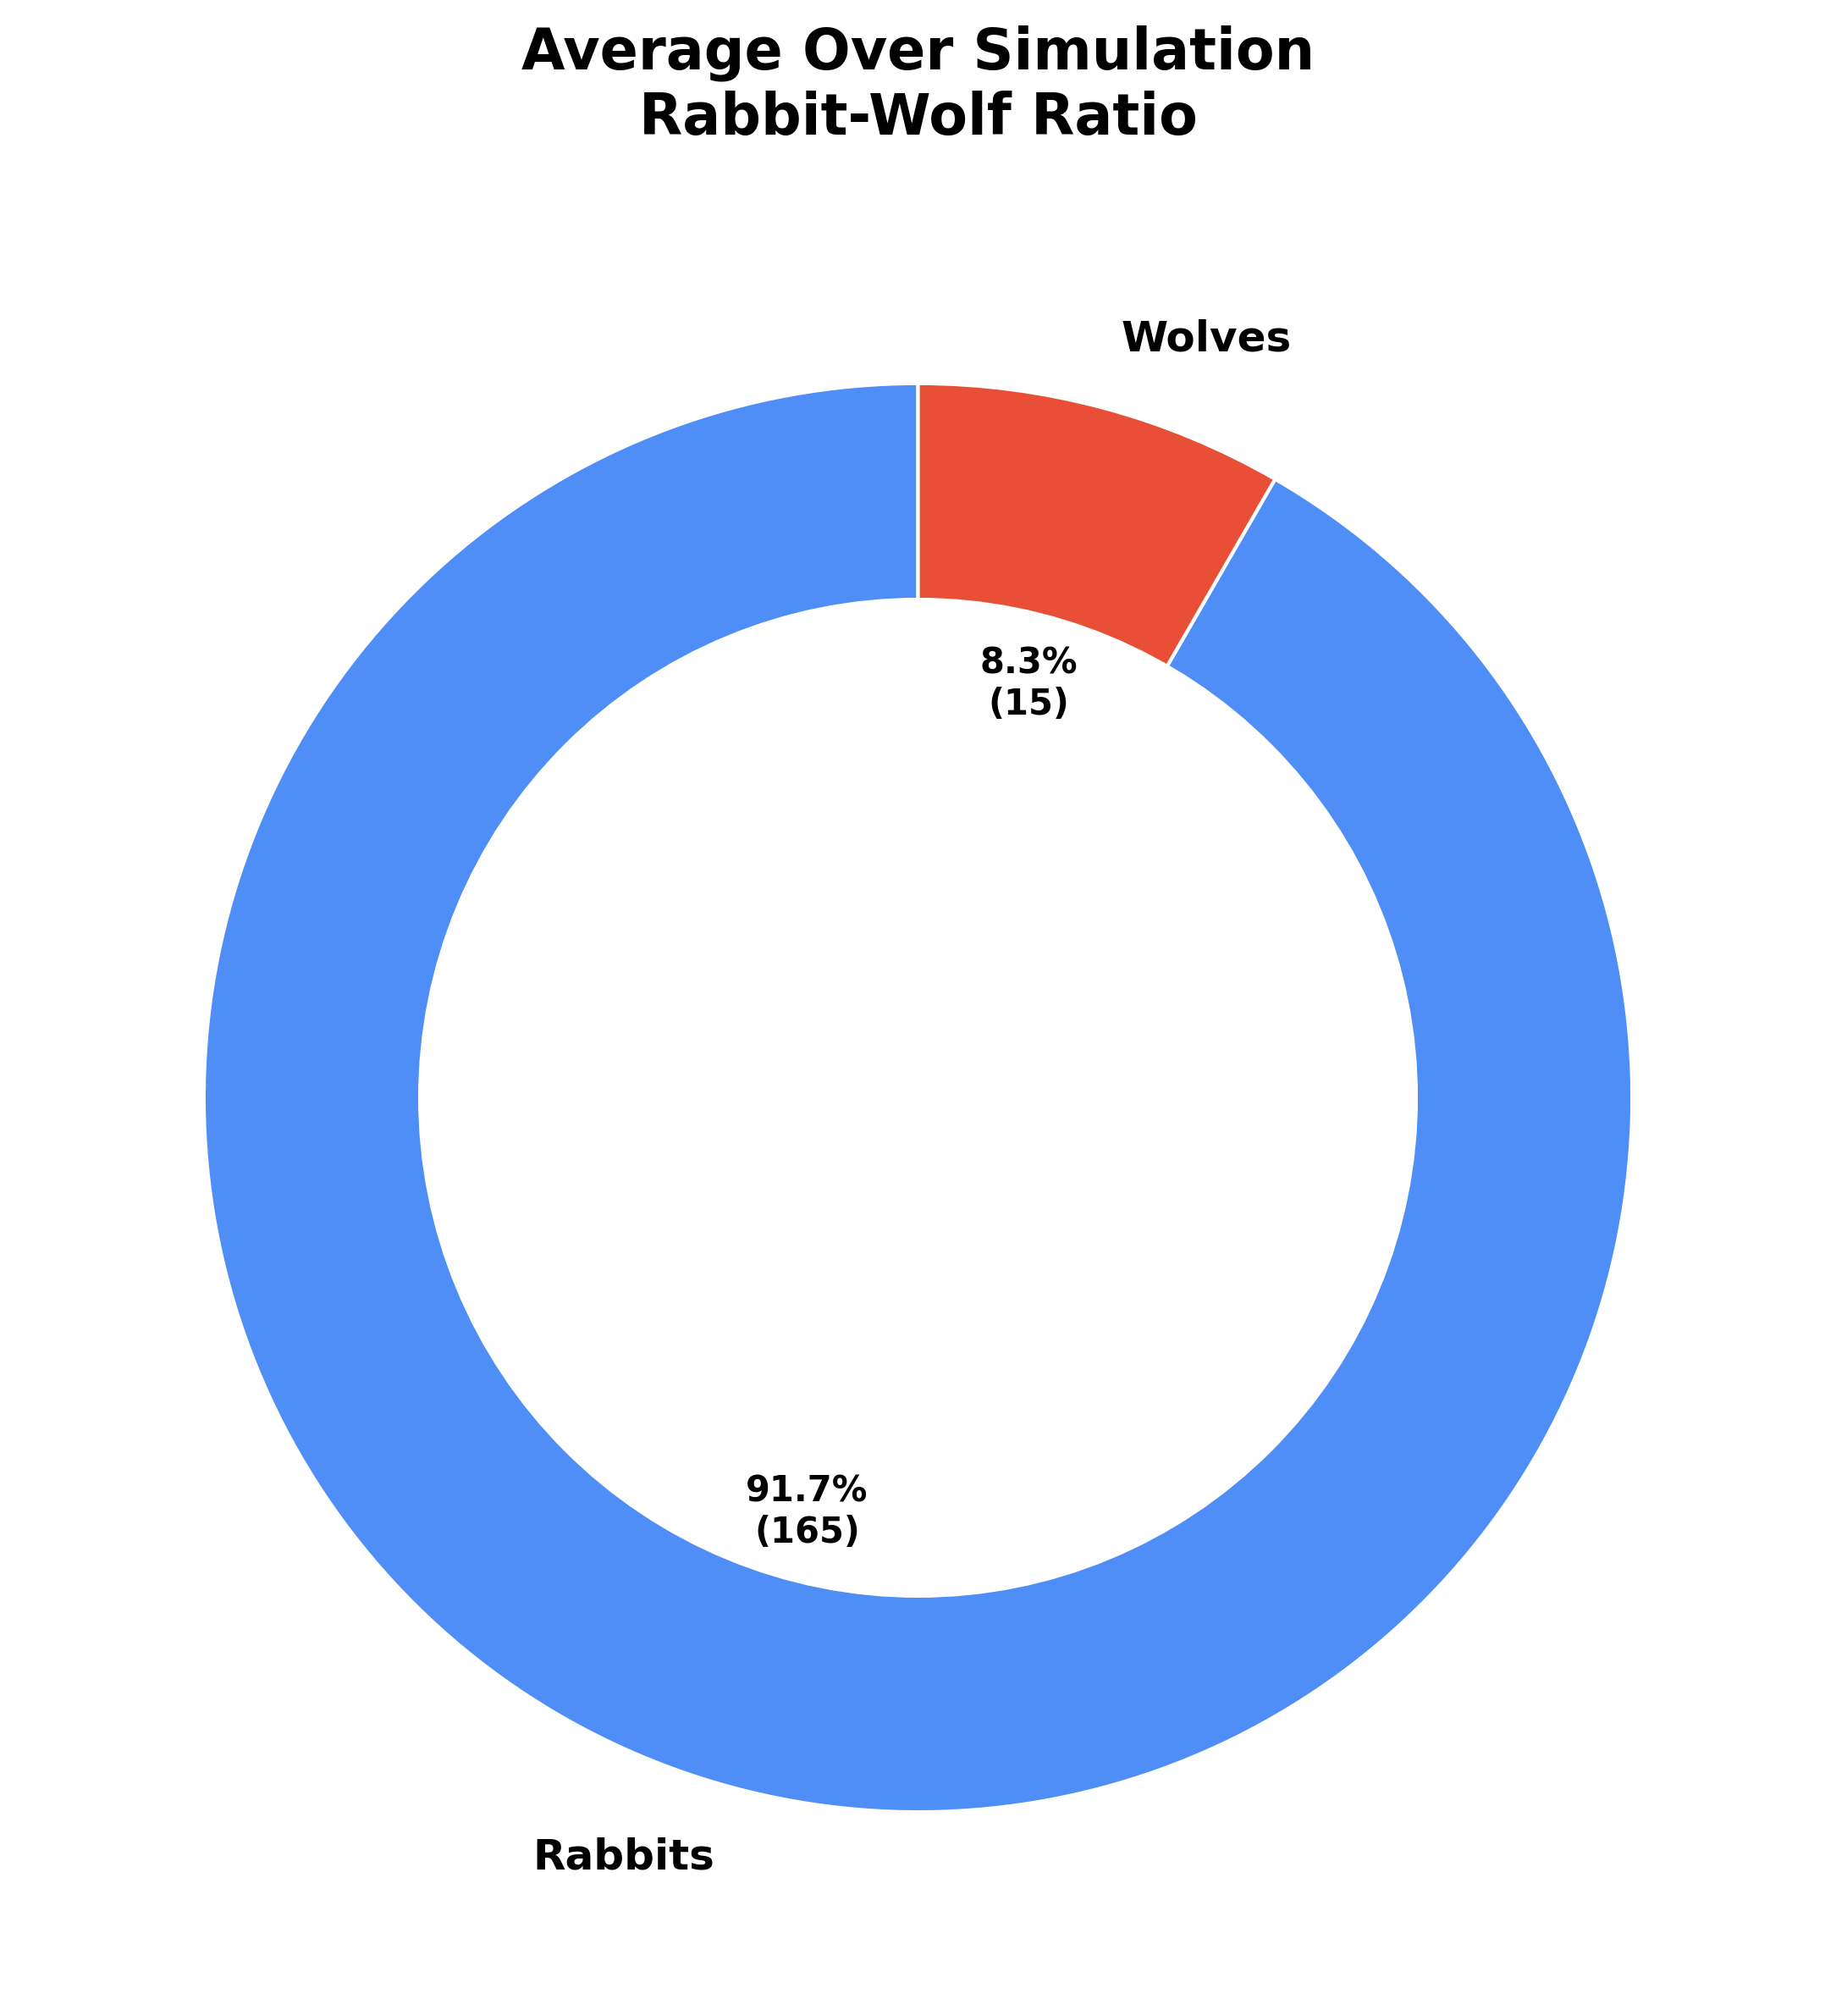 Average Over Simulation
Rabbit-Wolf Ratio
Wolves
8.3%
(15)
91.7%
(165)
Rabbits